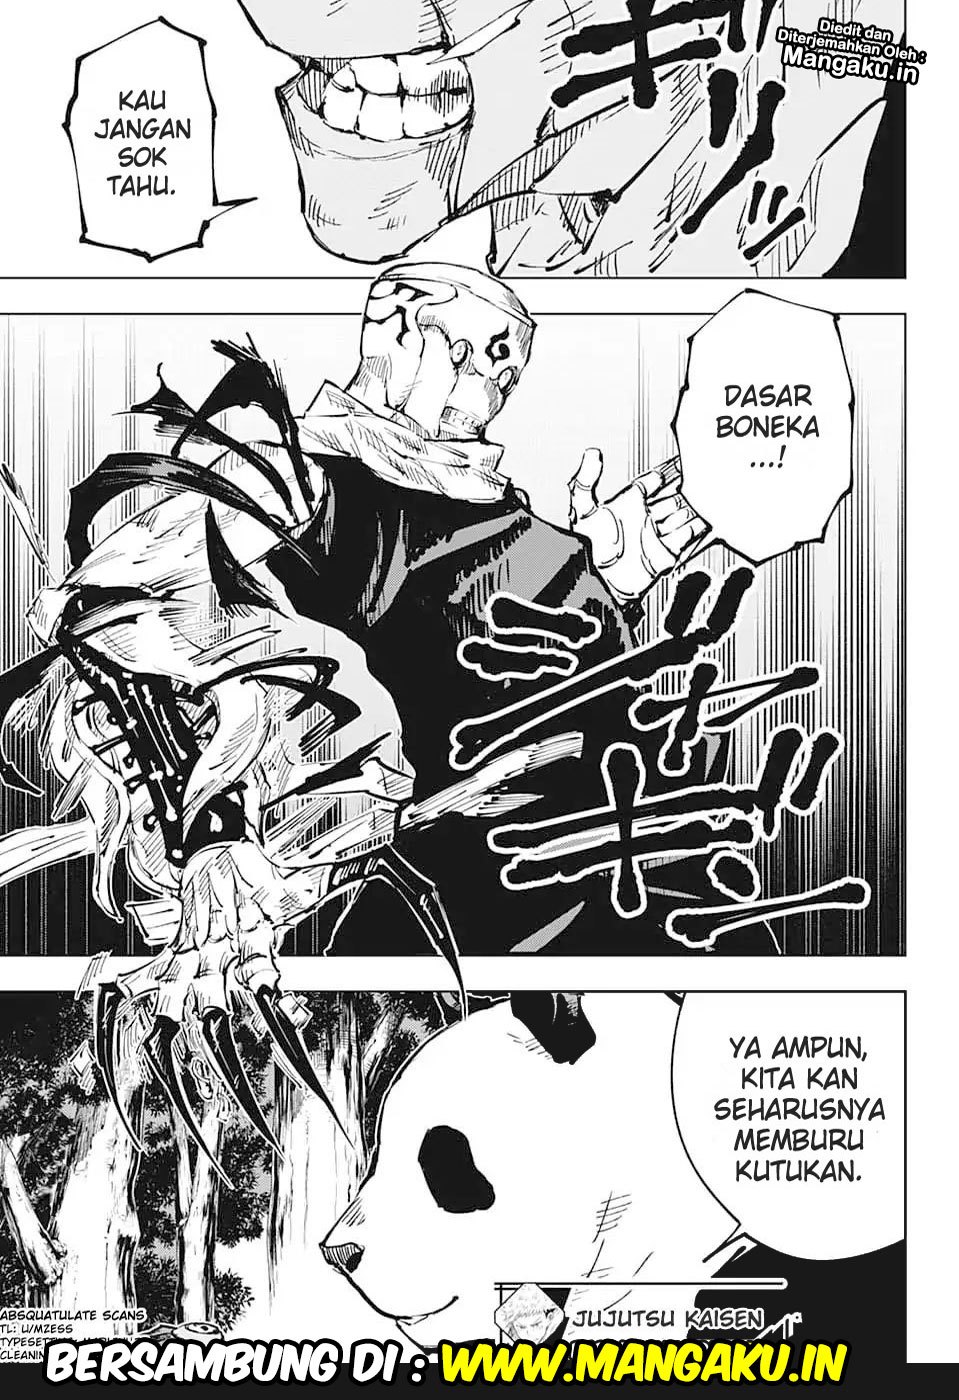 Diedit dan
Diterjemahkan Oleh :
Mangaku.in
KAU
JANGAN
SOK
TAHU.
DASAR
BONEKA
...!
YA AMPUN,
KITA KAN
SEHARUSNYA
MEMBURU
KUTUKAN.
ABSQUATULATE SCANS
TL: U/MZESS
JUJUTSU KAISEN
BERSAMBUNG DI : WWW.MANGAKU.IN